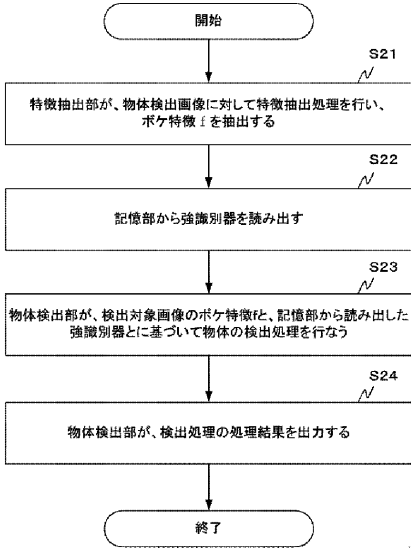 開始
S21
特徴抽出部が、物体検出画像に対して特徴抽出処理を行い、
ボケ特徴 f を抽出する
S22
記憶部から強識別器を読み出す
S23
物体検出部が、検出対象画像のボケ特徴fと、記憶部から読み出した
強識別器とに基づいて物体の検出処理を行なう
S24
物体検出部が、検出処理の処理結果を出力する
終了